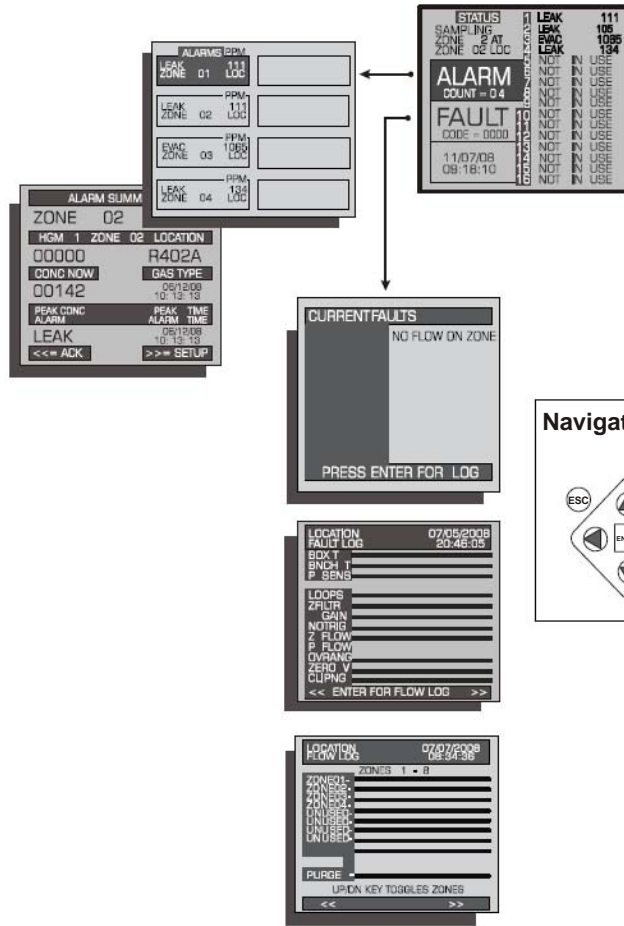 STATUS
SAMPLING
ZONE 2 AT
ZONE 02 LOC
ALARM
COUNT = 04
FAULT
CODE = 0000
11/07/08
09:18:10
1 LEAK 111
2 LEAK 105
3 EVAC 1065
4 LEAK 134
5 NOT IN USE
6 NOT IN USE
7 NOT IN USE
8 NOT IN USE
9 NOT IN USE
10 NOT IN USE
11 NOT IN USE
12 NOT IN USE
13 NOT IN USE
14 NOT IN USE
15 NOT IN USE
16 NOT IN USE
ALARMS PPM
LEAK 111
ZONE 01 LOC
PPM
LEAK 111
ZONE 02 LOC
PPM
EVAC 1065
ZONE 03 LOC
PPM
LEAK 134
ZONE 04 LOC
ALARM SUMM
ZONE 02
HGM 1 ZONE 02 LOCATION
00000 R402A
CONC NOW GAS TYPE
00142 06/12/08
10: 13: 13
PEAK CONC PEAK TIME
ALARM ALARM TIME
LEAK 06/12/08
10: 13: 13
<<= ACK >>= SETUP
CURRENT FAULTS
NO FLOW ON ZONE
PRESS ENTER FOR LOG
Navigat
ESC
EN
LOCATION 07/05/2008
FAULT LOG 20:46:05
BOX T
BNCH T
P SENS
LOOPS
ZFILTR
GAIN
NOTRIG
Z FLOW
P FLOW
OVRANG
ZERO V
CLIPNG
<< ENTER FOR FLOW LOG >>
LOCATION 07/07/2008
FLOW LOG 08:34:36
ZONES 1 - 8
ZONE01-
ZONE02-
ZONE03-
ZONE04-
UNUSED-
UNUSED-
UNUSED-
UNUSED-
PURGE -
UP/DN KEY TOGGLES ZONES
<< >>